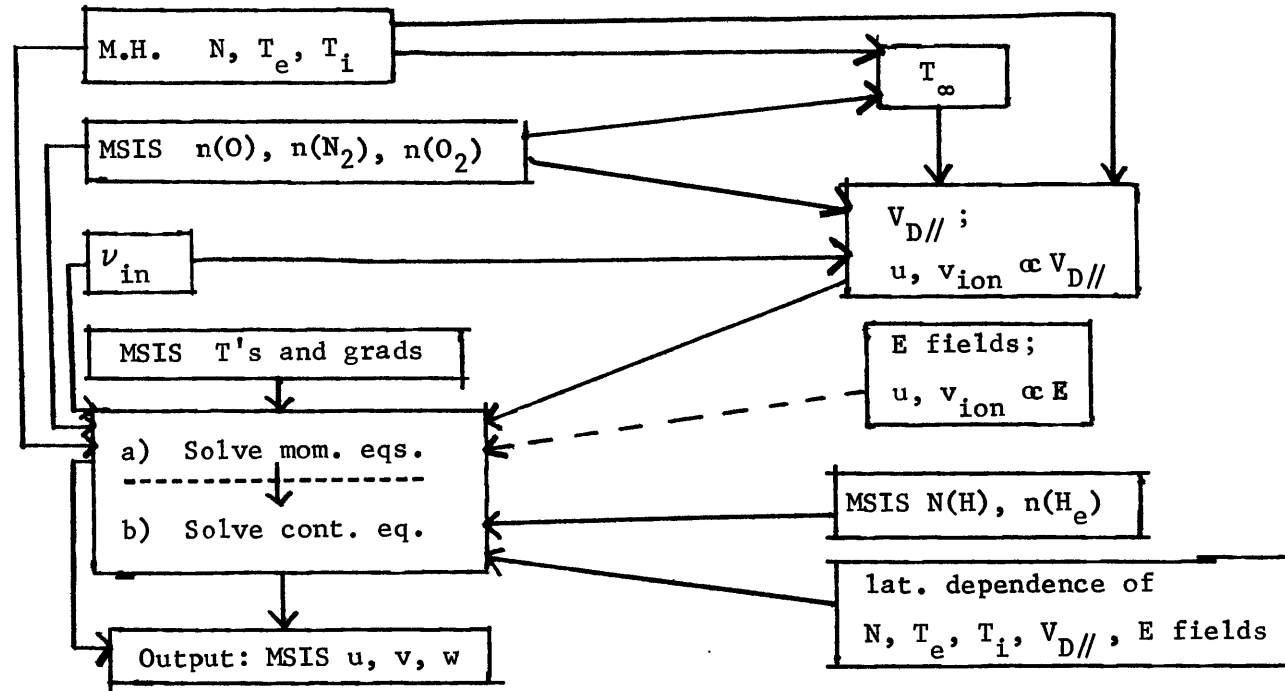 M.H. N, T_e, T_i
T_∞
MSIS n(O), n(N_2), n(O_2)
V_D// ;
u, v_ion ∝ V_D//
ν_in
MSIS T's and grads
E fields;
u, v_ion ∝ E
a) Solve mom. eqs.
b) Solve cont. eq.
MSIS N(H), n(H_e)
lat. dependence of
N, T_e, T_i, V_D//, E fields
Output: MSIS u, v, w